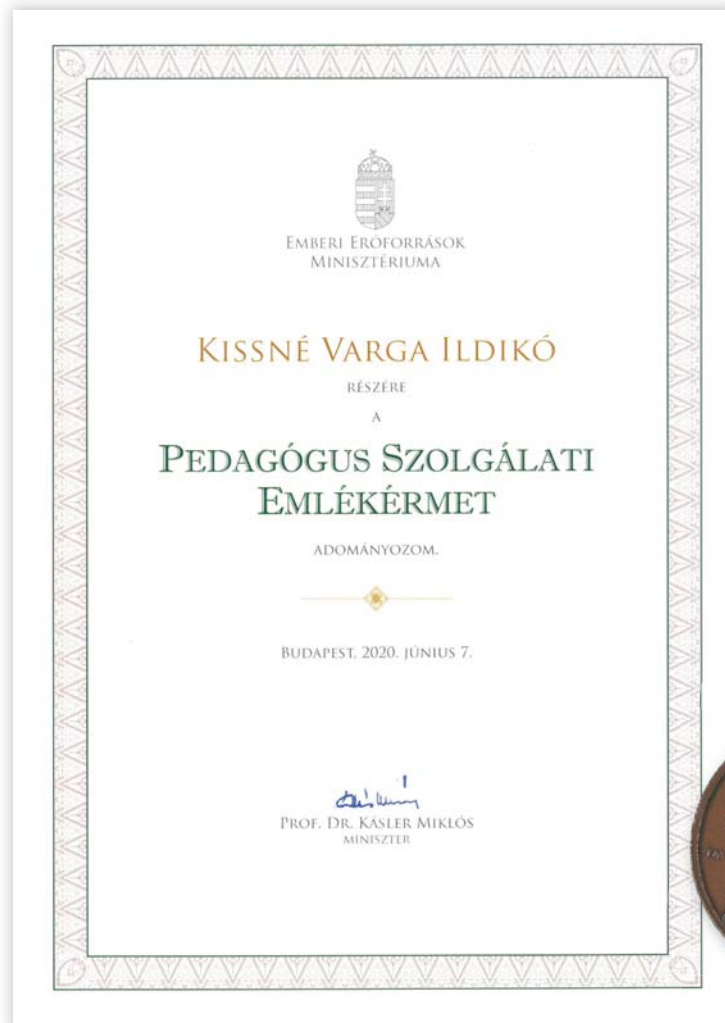 EMBERI ERŐFORRÁSOK
MINISZTÉRIUMA
KISSNÉ VARGA ILDIKÓ
RÉSZÉRE
A
PEDAGÓGUS SZOLGÁLATI
EMLÉKÉRMET
ADOMÁNYOZOM.
BUDAPEST, 2020. JÚNIUS 7.
PROF. DR. KÁSLER MIKLÓS
MINISZTER